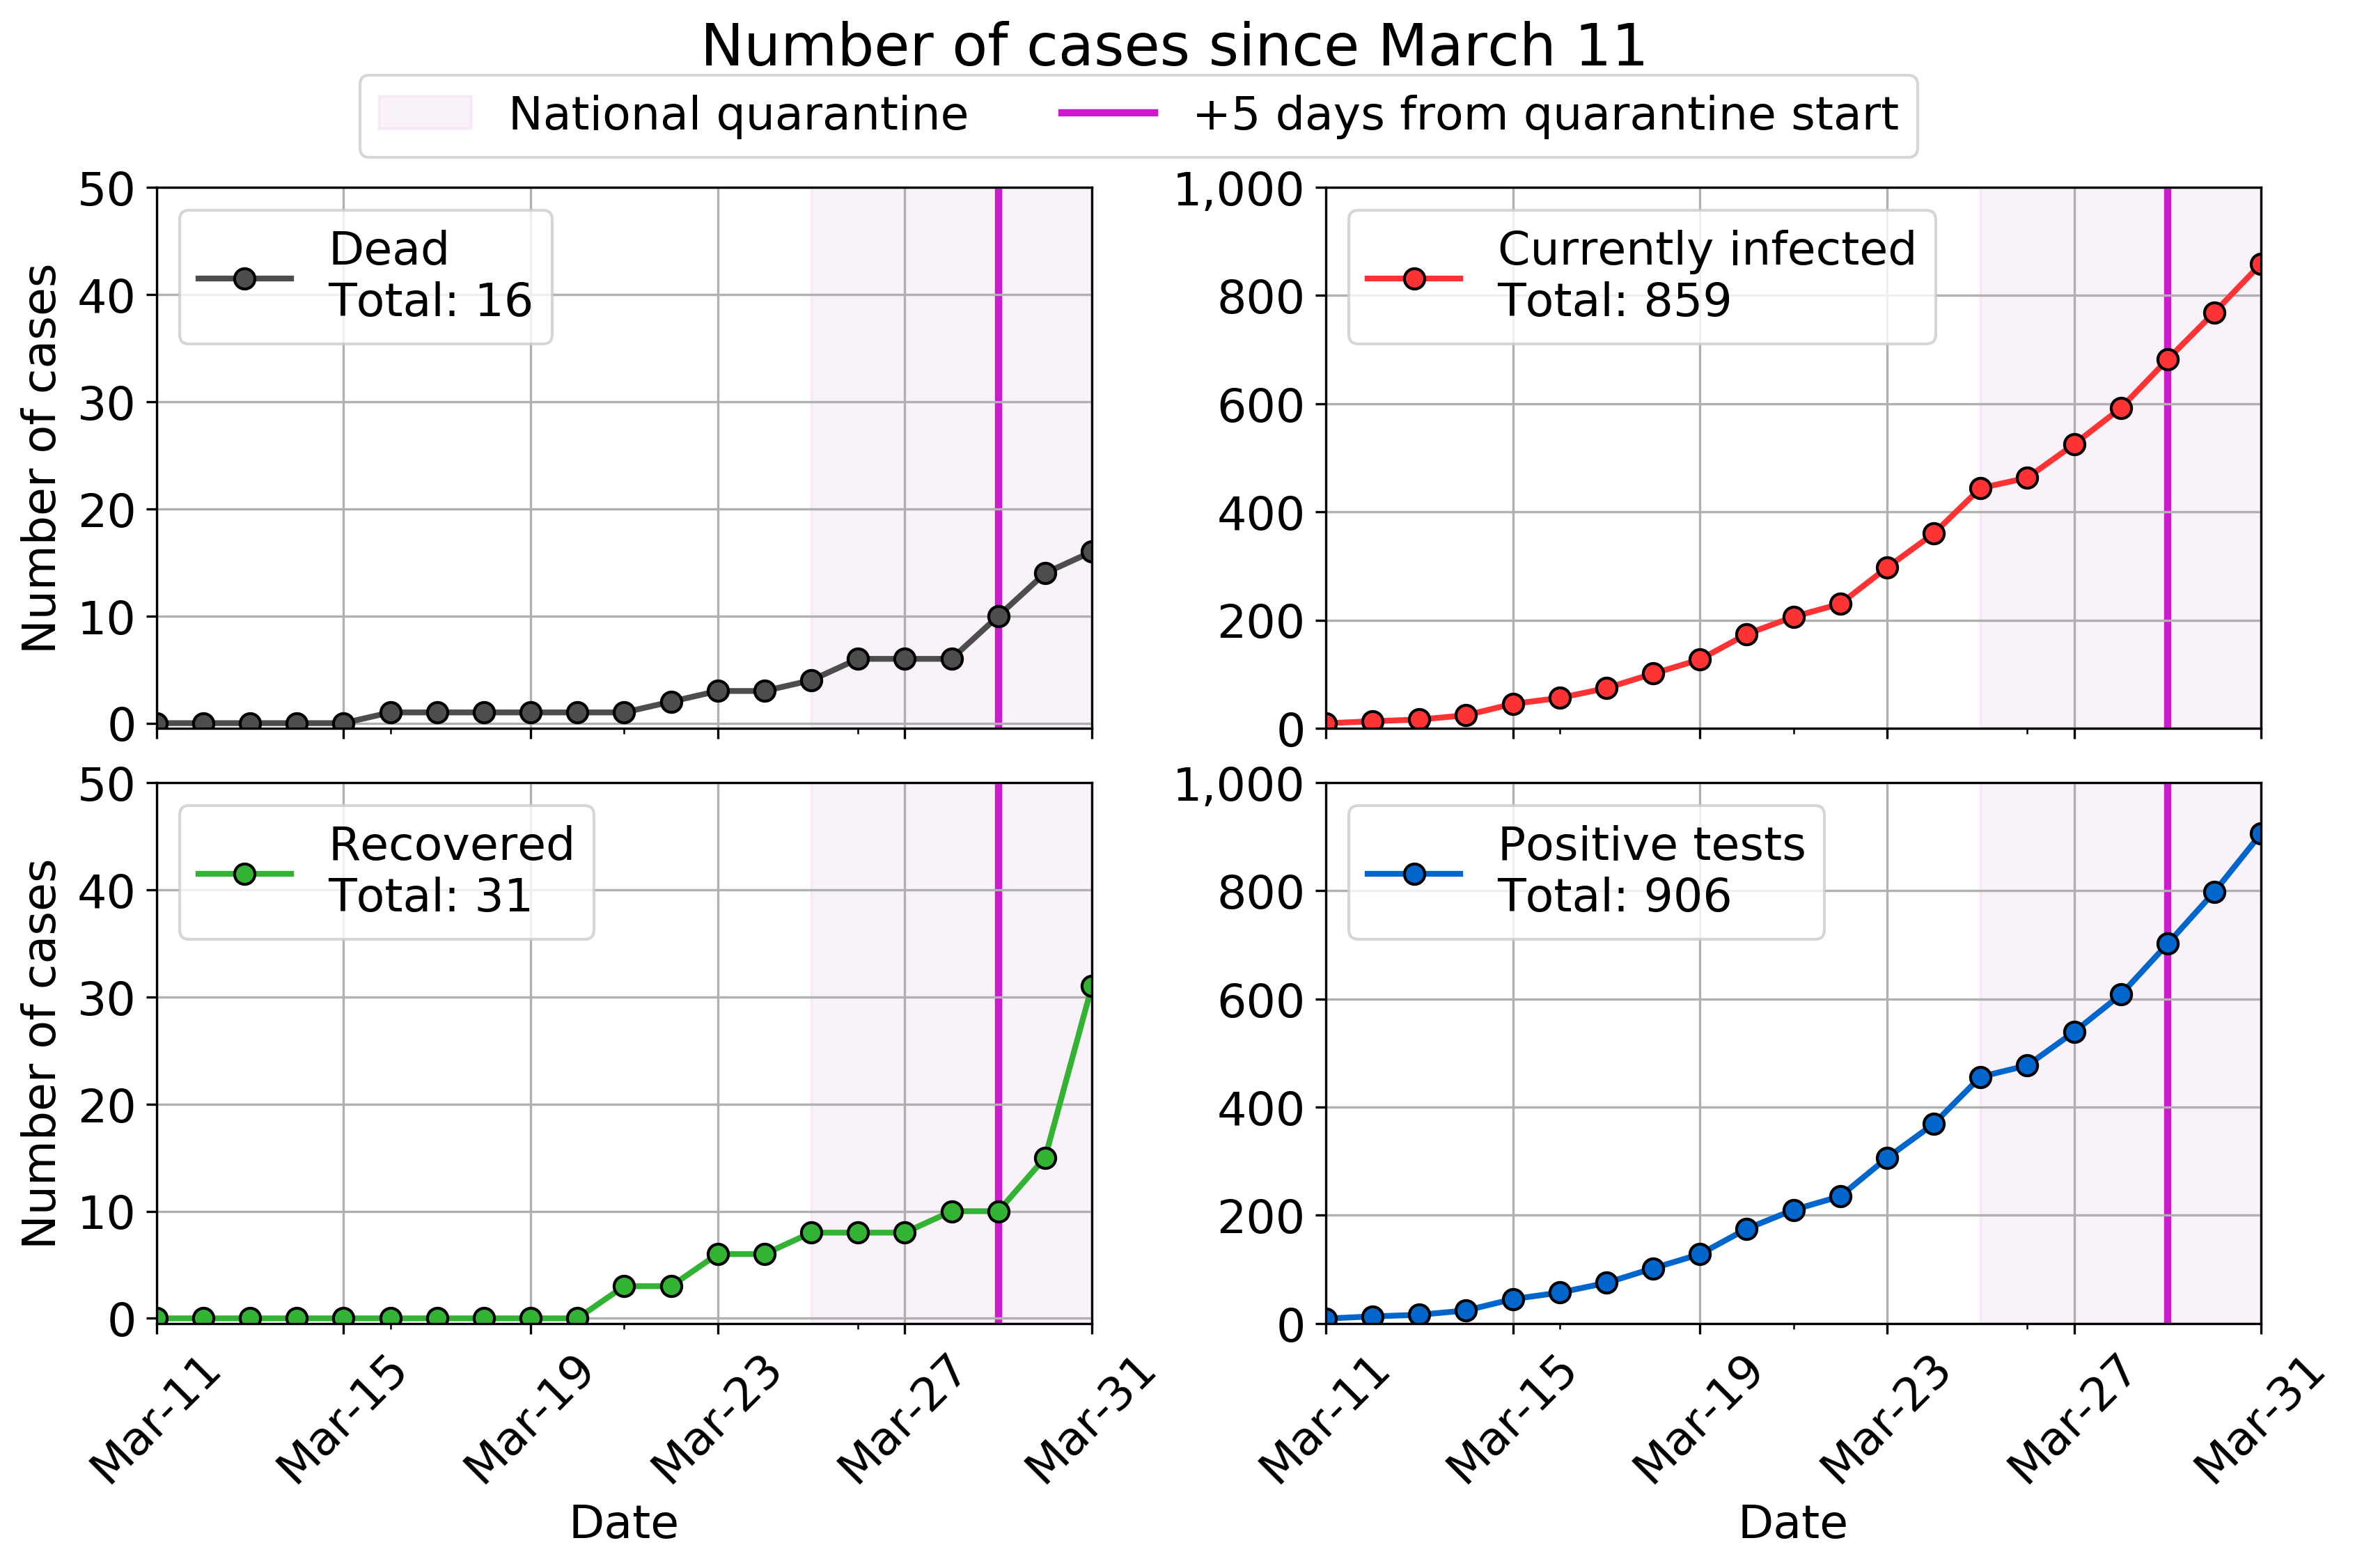 Number of cases since March 11
National quarantine
+5 days from quarantine start
50
40
30
20
10
0
Number of cases
Dead
Total: 16
1,000
800
600
400
200
0
Currently infected
Total: 859
50
40
30
20
10
0
Number of cases
Recovered
Total: 31
Mar-11
Mar-15
Mar-19
Mar-23
Mar-27
Mar-31
Date
1,000
800
600
400
200
0
Positive tests
Total: 906
Mar-11
Mar-15
Mar-19
Mar-23
Mar-27
Mar-31
Date